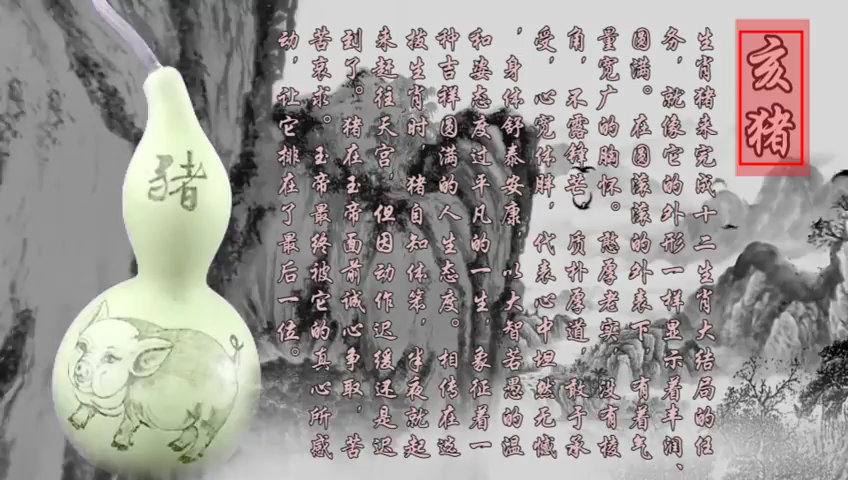 亥猪
生肖猪来完成十二生肖大结局的任
务，就像它的外形一样显示着丰润、
圆满。在圆滚滚的外表下，有着气
量宽广的胸怀。憨厚老实，没有棱
角，不露锋芒，质朴厚道，敢于承
受，心宽体胖，代表心中坦然无憾
，身体舒泰安康，以大智若愚的温
和姿态度过平凡的一生，象征着一
种吉祥圆满的人生态度。相传在选
拔生肖时，猪自知体笨，半夜就起
来赶往天宫，但因动作迟缓还是迟
到了。猪在玉帝面前诚心争取，苦
苦哀求。玉帝最终被它的真心所感
动，让它排在了最后一位。
猪